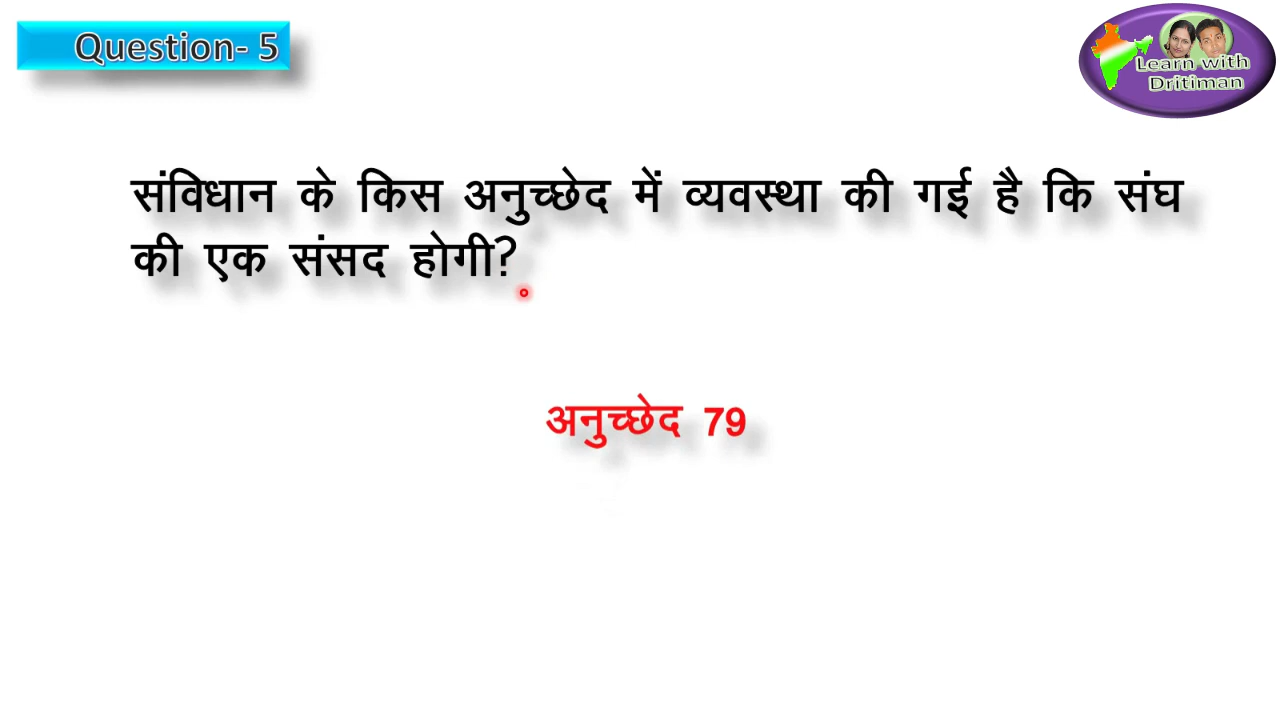 Question- 5
Learn with
Dritiman
संविधान के किस अनुच्छेद में व्यवस्था की गई है कि संघ
की एक संसद होगी?
अनुच्छेद 79